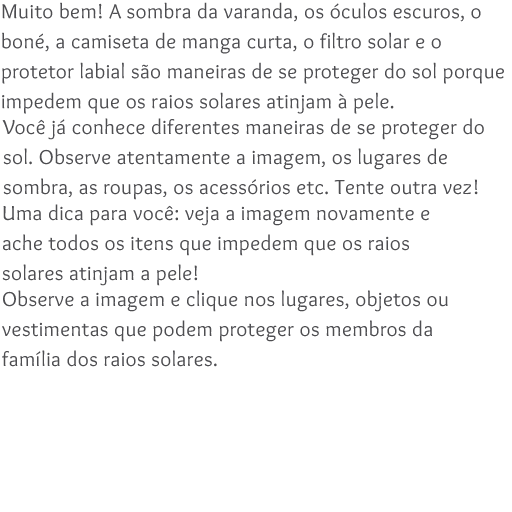 Muito bem! A sombra da varanda, os óculos escuros, o
boné, a camiseta de manga curta, o filtro solar e o
protetor labial são maneiras de se proteger do sol porque
impedem que os raios solares atinjam à pele.
Você já conhece diferentes maneiras de se proteger do
sol. Observe atentamente a imagem, os lugares de
sombra, as roupas, os acessórios etc. Tente outra vez!
Uma dica para você: veja a imagem novamente e
ache todos os itens que impedem que os raios
solares atinjam a pele!
Observe a imagem e clique nos lugares, objetos ou
vestimentas que podem proteger os membros da
família dos raios solares.